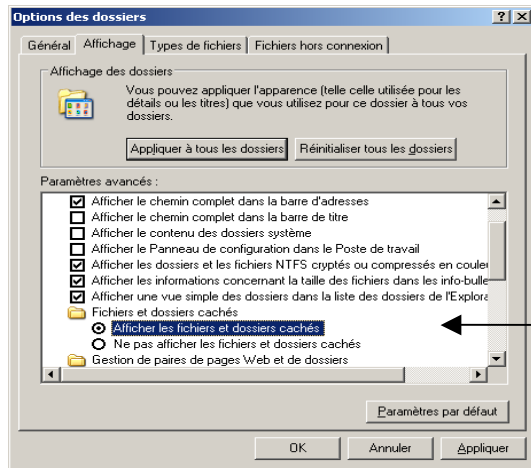 Options des dossiers
Général Affichage Types de fichiers Fichiers hors connexion
Affichage des dossiers
Vous pouvez appliquer l'apparence (telle celle utilisée pour les
détails ou les titres) que vous utilisez pour ce dossier à tous vos
dossiers.
Appliquer à tous les dossiers Réinitialiser tous les dossiers
Paramètres avancés :
Afficher le chemin complet dans la barre d'adresses
Afficher le chemin complet dans la barre de titre
Afficher le contenu des dossiers système
Afficher le Panneau de configuration dans le Poste de travail
Afficher les dossiers et les fichiers NTFS cryptés ou compressés en couleu
Afficher les informations concernant la taille des fichiers dans les info-bulle
Afficher une vue simple des dossiers dans la liste des dossiers de l'Explora
Fichiers et dossiers cachés
Afficher les fichiers et dossiers cachés
Ne pas afficher les fichiers et dossiers cachés
Gestion de paires de pages Web et de dossiers
Paramètres par défaut
OK Annuler Appliquer